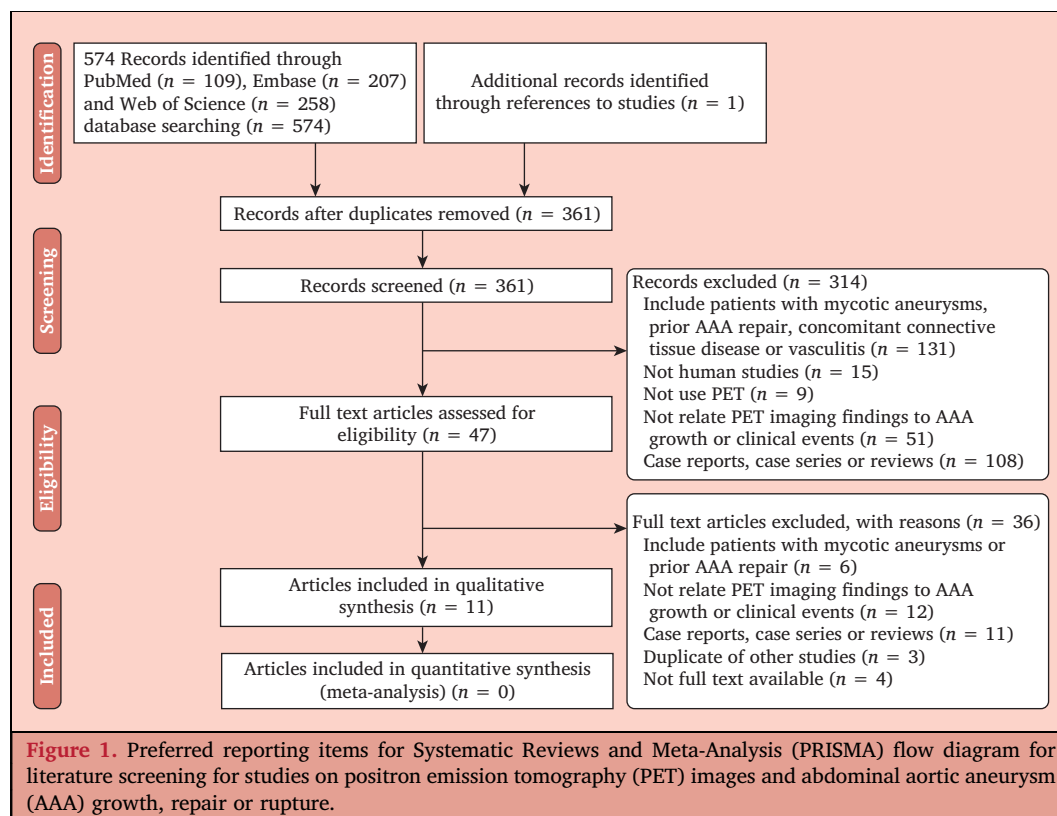 Identification
574 Records identified through
PubMed (n = 109), Embase (n = 207)
and Web of Science (n = 258)
database searching (n = 574)
Additional records identified
through references to studies (n = 1)
Records after duplicates removed (n = 361)
Screening
Records screened (n = 361)
Records excluded (n = 314)
Include patients with mycotic aneurysms,
prior AAA repair, concomitant connective
tissue disease or vasculitis (n = 131)
Not human studies (n = 15)
Not use PET (n = 9)
Not relate PET imaging findings to AAA
growth or clinical events (n = 51)
Case reports, case series or reviews (n = 108)
Eligibility
Full text articles assessed for
eligibility (n = 47)
Full text articles excluded, with reasons (n = 36)
Include patients with mycotic aneurysms or
prior AAA repair (n = 6)
Not relate PET imaging findings to AAA
growth or clinical events (n = 12)
Case reports, case series or reviews (n = 11)
Duplicate of other studies (n = 3)
Not full text available (n = 4)
Included
Articles included in qualitative
synthesis (n = 11)
Articles included in quantitative synthesis
(meta-analysis) (n = 0)
Figure 1. Preferred reporting items for Systematic Reviews and Meta-Analysis (PRISMA) flow diagram for
literature screening for studies on positron emission tomography (PET) images and abdominal aortic aneurysm
(AAA) growth, repair or rupture.